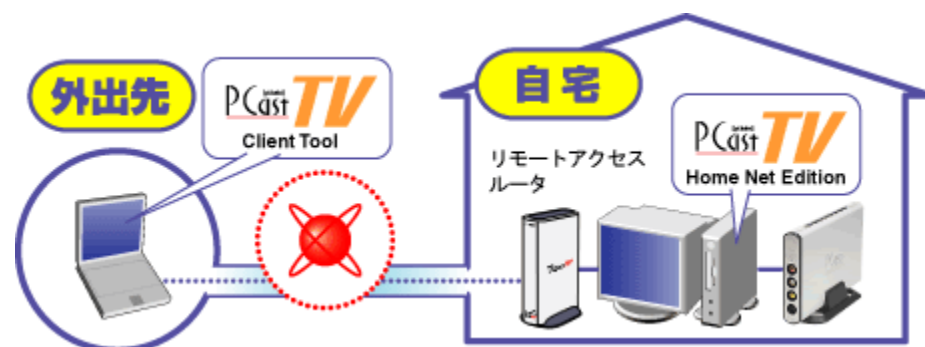 外出先
PCast TV
Client Tool
自宅
PCast TV
Home Net Edition
リモートアクセス
ルータ